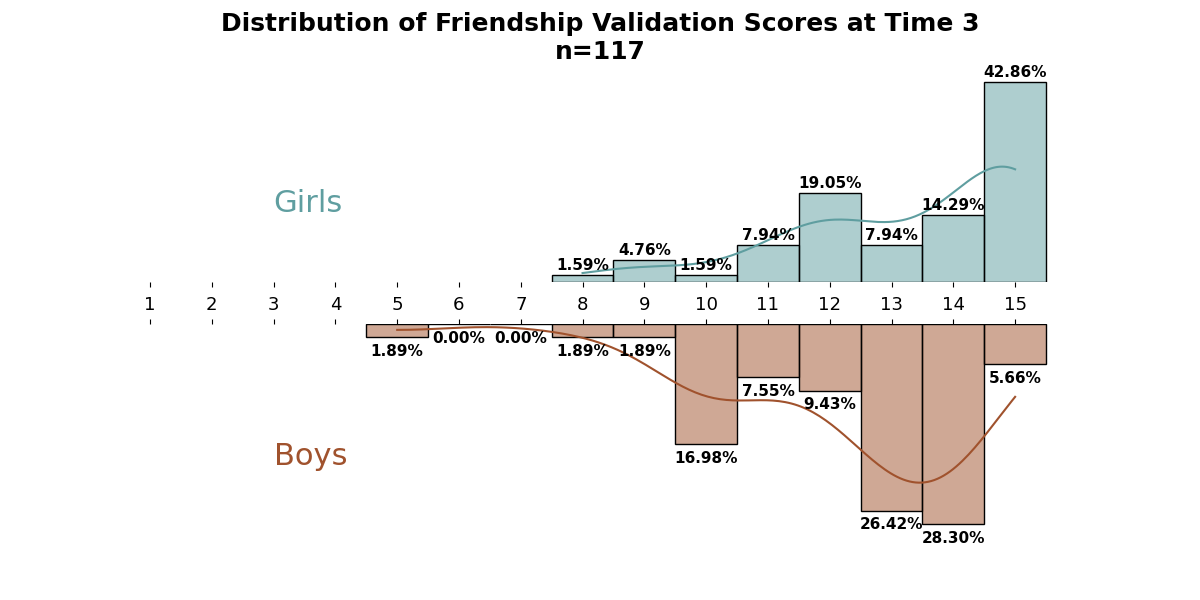 Distribution of Friendship Validation Scores at Time 3
n=117
42.86%
19.05%
14.29%
7.94%
7.94%
4.76%
1.59%
1.59%
Girls
1 2 3 4 5 6 7 8 9 10 11 12 13 14 15
0.00% 0.00%
1.89% 1.89% 1.89%
5.66%
7.55%
9.43%
Boys
16.98%
26.42%
28.30%